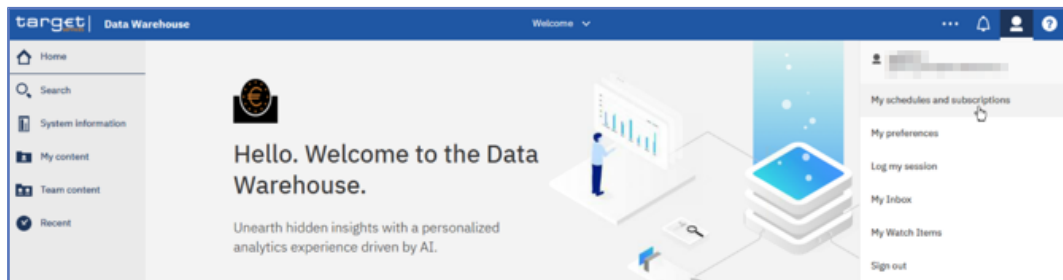 target | Data Warehouse
Welcome
Home
Search
System information
My content
Team content
Recent
Hello. Welcome to the Data
Warehouse.
Unearth hidden insights with a personalized
analytics experience driven by AI.
My schedules and subscriptions
My preferences
Log my session
My Inbox
My Watch Items
Sign out